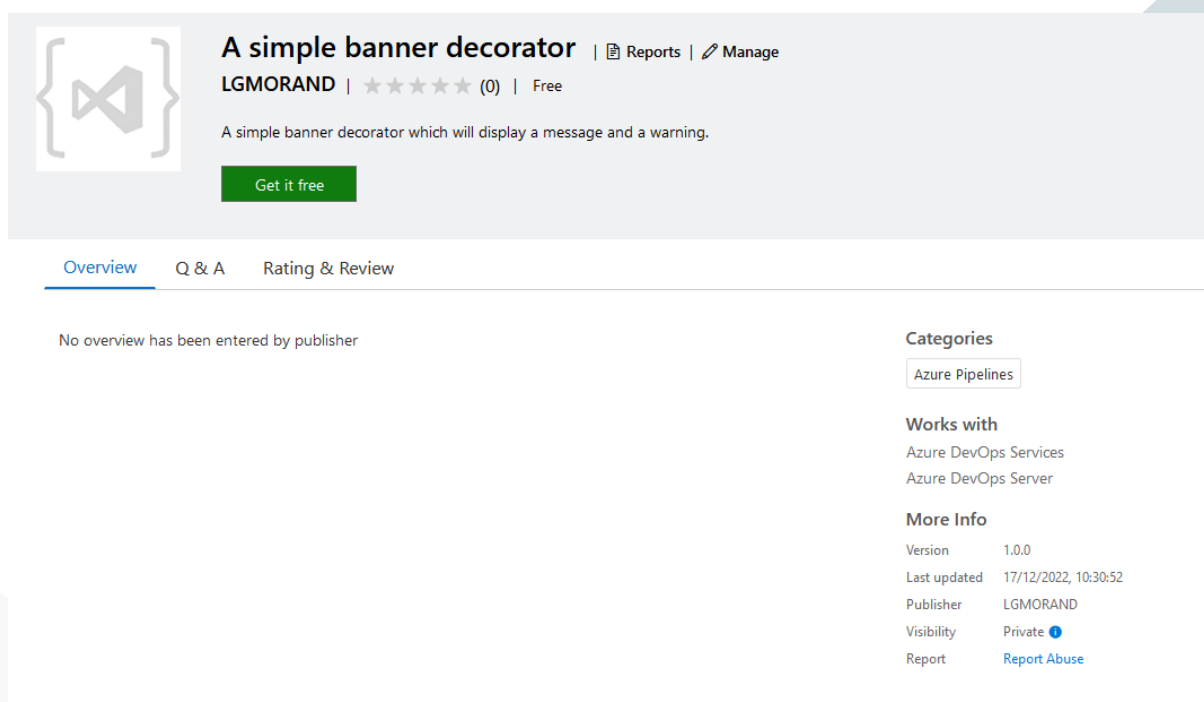 A simple banner decorator | Reports | Manage
LGMORAND | (0) | Free
A simple banner decorator which will display a message and a warning.
Get it free
Overview Q & A Rating & Review
No overview has been entered by publisher
Categories
Azure Pipelines
Works with
Azure DevOps Services
Azure DevOps Server
More Info
Version 1.0.0
Last updated 17/12/2022, 10:30:52
Publisher LGMORAND
Visibility Private
Report Report Abuse